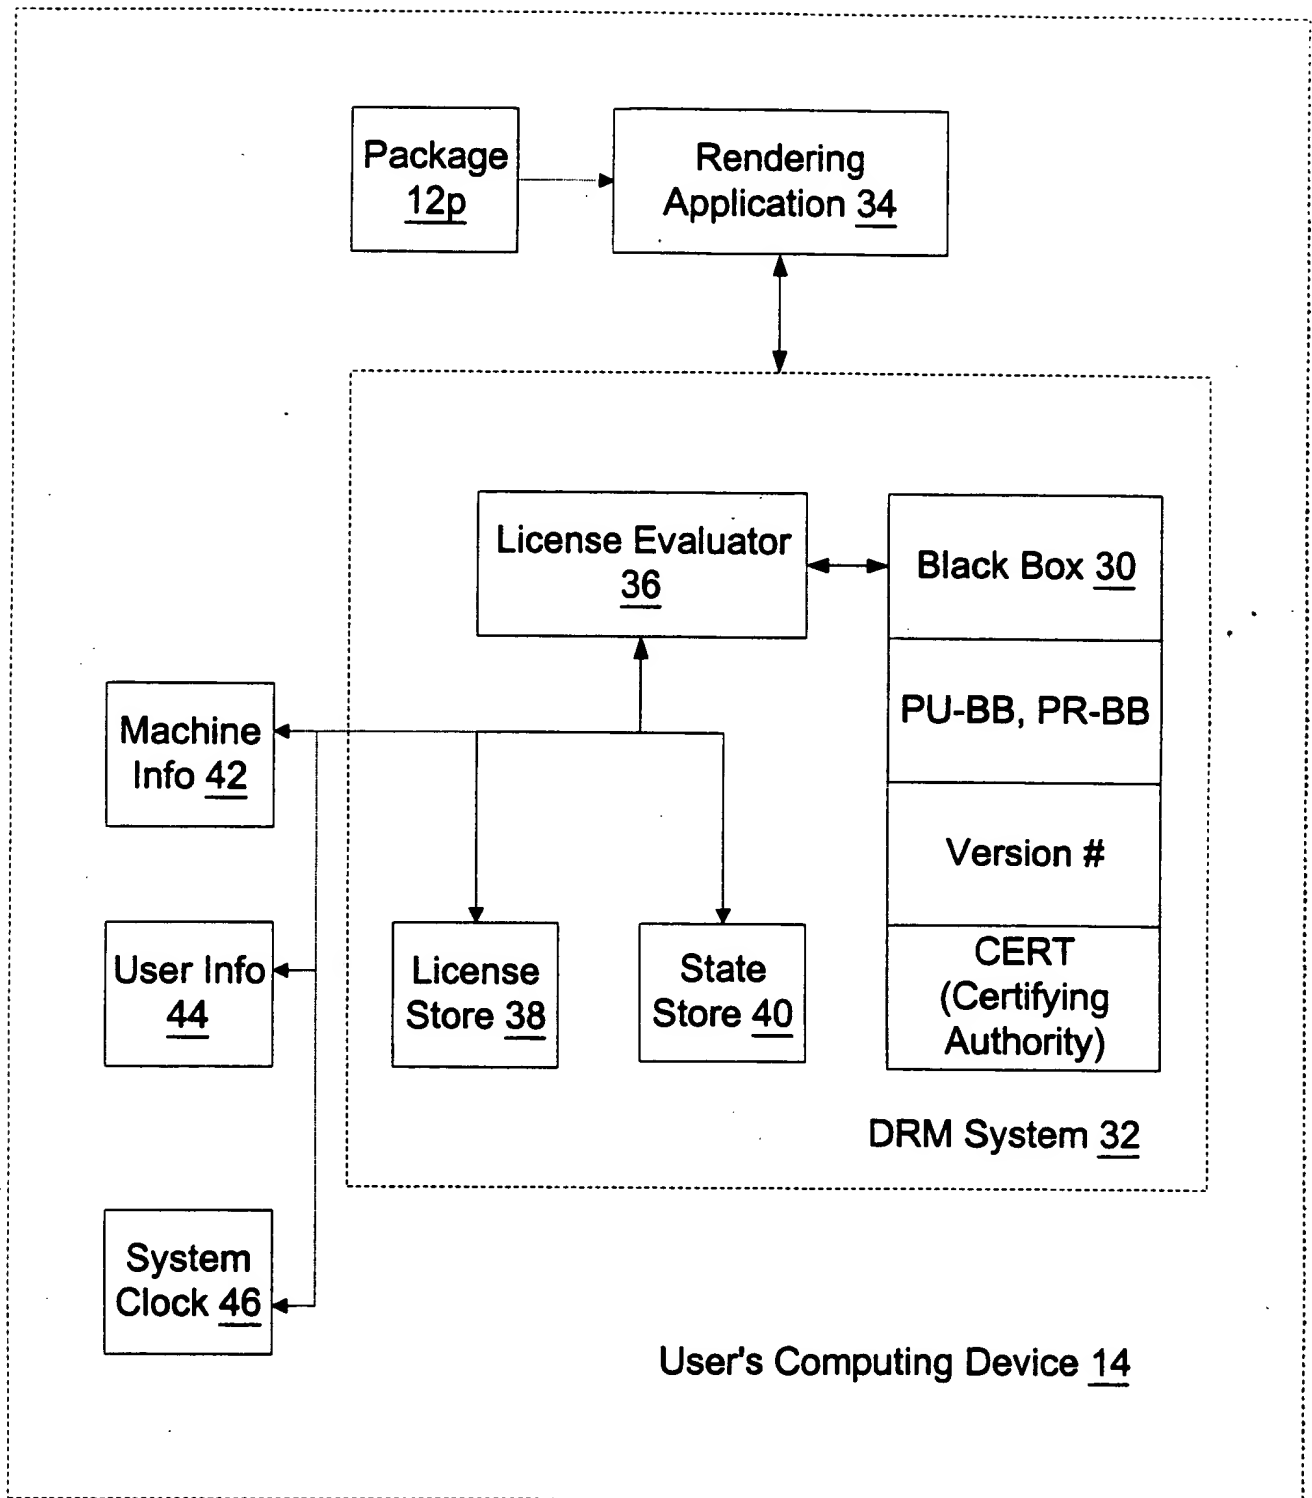 Package
12p
Rendering
Application 34
License Evaluator
36
Black Box 30
PU-BB, PR-BB
Version #
CERT
(Certifying
Authority)
Machine
Info 42
User Info
44
System
Clock 46
License
Store 38
State
Store 40
DRM System 32
User's Computing Device 14